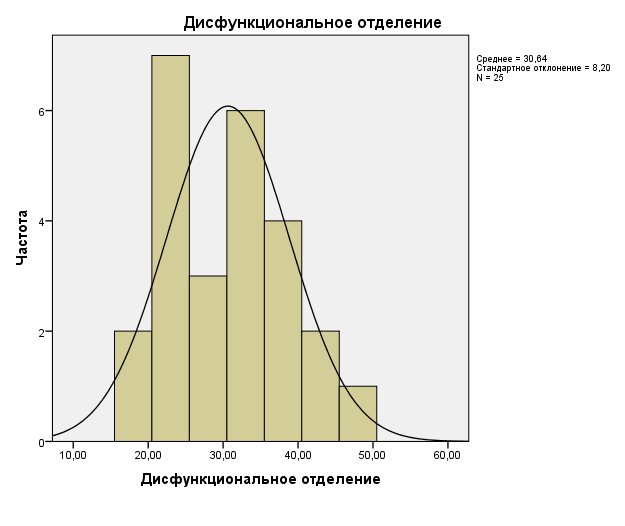 Дисфункциональное отделение
Среднее = 30,64
Стандартное отклонение = 8,20
N = 25
Частота
6
4
2
0
10,00 20,00 30,00 40,00 50,00 60,00
Дисфункциональное отделение